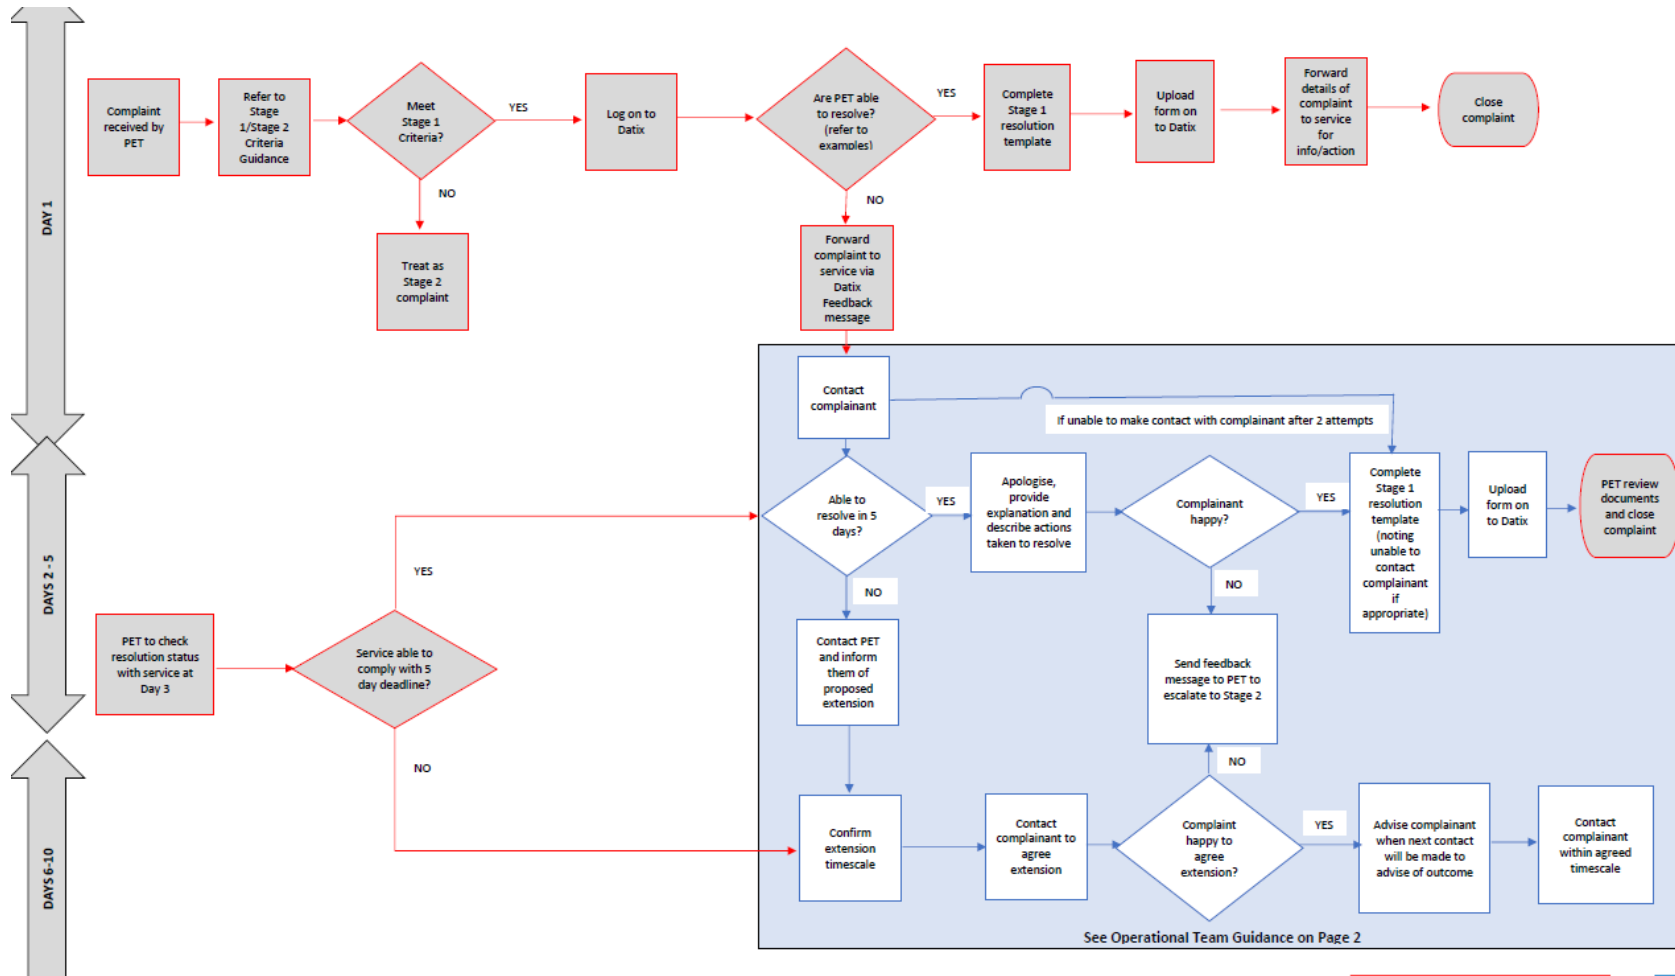 DAY 1
Complaint
received by
PET
Refer to
Stage
1/Stage 2
Criteria
Guidance
Meet
Stage 1
Criteria?
YES
NO
Treat as
Stage 2
complaint
Log on to
Datix
Are PET able
to resolve?
(refer to
examples)
YES
NO
Complete
Stage 1
resolution
template
Upload
form on
to Datix
Forward
details of
complaint
to service
for
info/action
Close
complaint
Forward
complaint to
service via
Datix
Feedback
message
Contact
complainant
If unable to make contact with complainant after 2 attempts
DAYS 2 - 5
Able to
resolve in 5
days?
YES
NO
Apologise,
provide
explanation and
describe actions
taken to resolve
Complainant
happy?
YES
NO
Complete
Stage 1
resolution
template
(noting
unable to
contact
complainant
if
appropriate)
Upload
form on
to Datix
PET review
documents
and close
complaint
PET to check
resolution status
with service at
Day 3
Service able to
comply with 5
day deadline?
YES
NO
Contact PET
and inform
them of
proposed
extension
Send feedback
message to PET to
escalate to Stage 2
DAYS 6-10
Confirm
extension
timescale
Contact
complainant to
agree
extension
Complaint
happy to
agree
extension?
NO
YES
Advise complainant
when next contact
will be made to
advise of outcome
Contact
complainant
within agreed
timescale
See Operational Team Guidance on Page 2